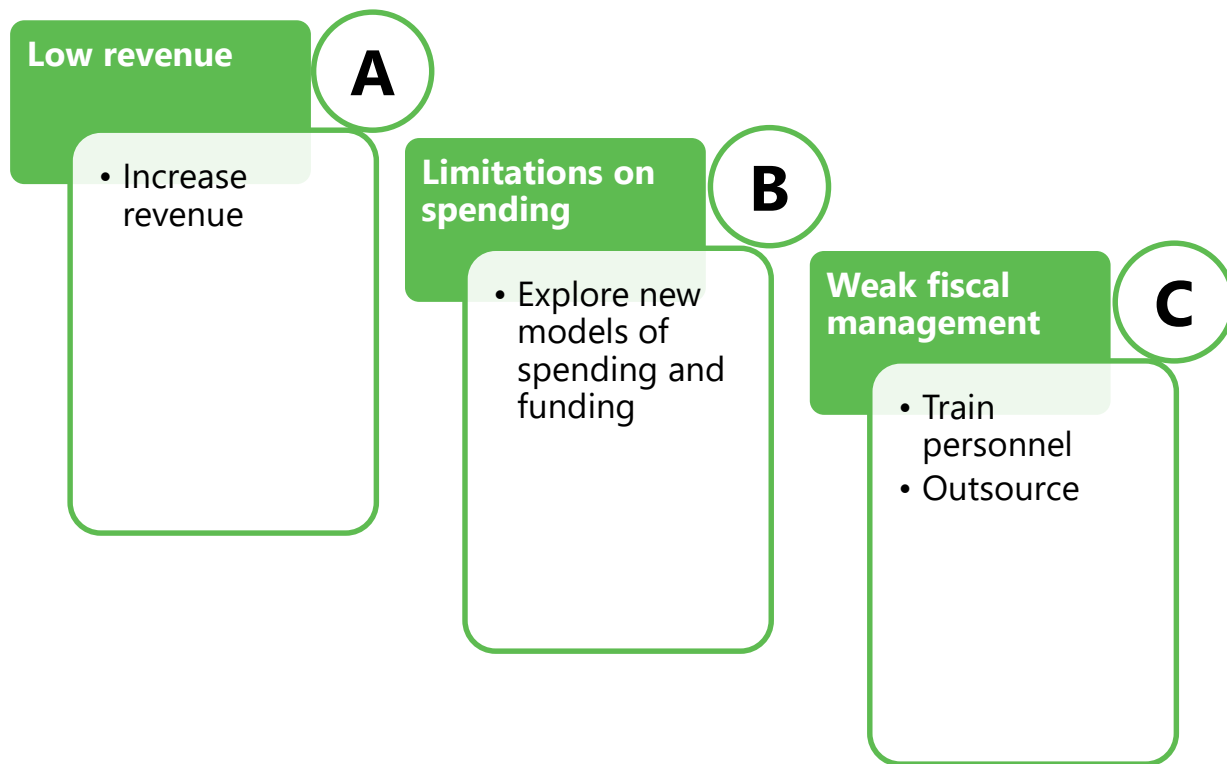 Low revenue
A
• Increase
revenue
Limitations on
spending
B
• Explore new
models of
spending and
funding
Weak fiscal
management
C
• Train
personnel
• Outsource